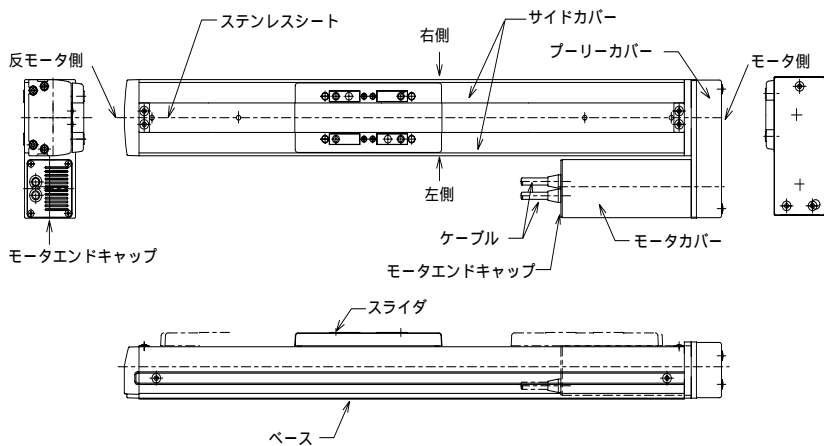 ステンレスシート
サイドカバー
右側
プーリーカバー
反モータ側
モータ側
左側
ケーブル
モータカバー
モータエンドキャップ
モータエンドキャップ
スライダ
ベース